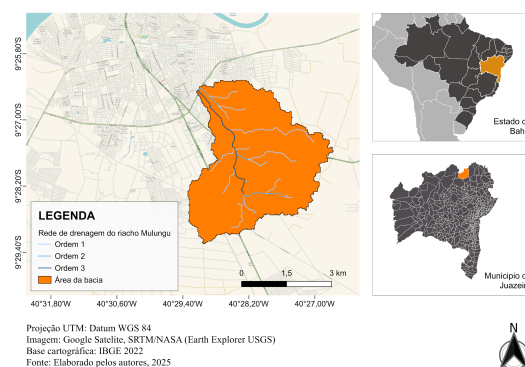 9°25,80'S
9°27,00'S
9°28,20'S
9°29,40'S
LEGENDA
Rede de drenagem do riacho Mulungu
Ordem 1
Ordem 2
Ordem 3
Área da bacia
0 1,5 3 km
40°31,80'W 40°30,60'W 40°29,40'W 40°28,20'W 40°27,00'W
Estado d
Bah
Municipio d
Juazei
Projeção UTM: Datum WGS 84
Imagem: Google Satelite, SRTM/NASA (Earth Explorer USGS)
Base cartográfica: IBGE 2022
Fonte: Elaborado pelos autores, 2025
N